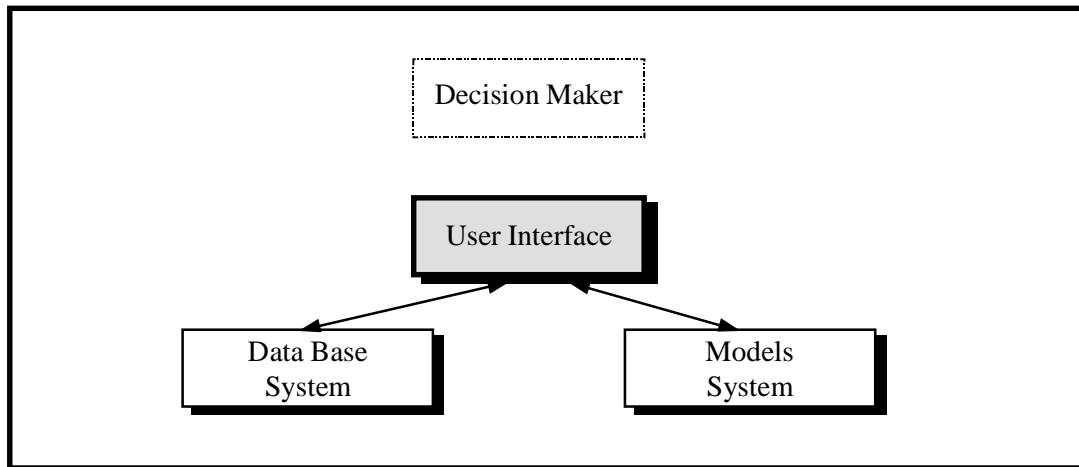 Decision Maker
User Interface
Data Base
System
Models
System